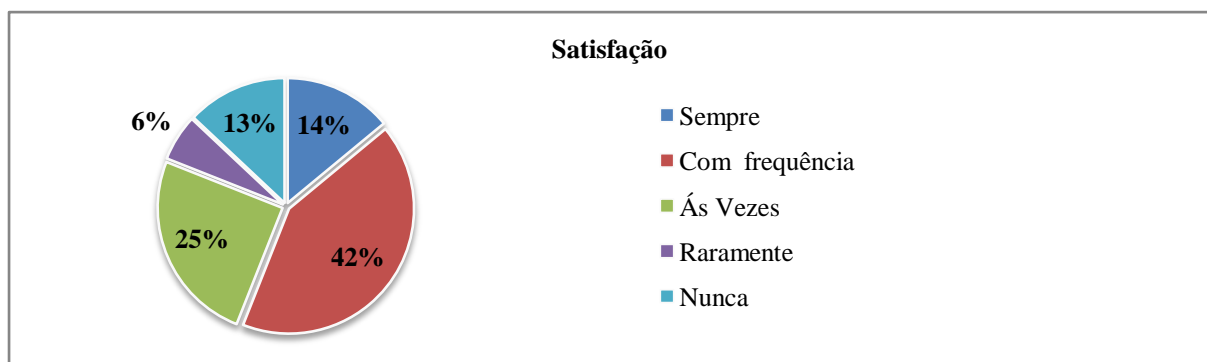 Satisfação
6%
13%
14%
25%
42%
Sempre
Com frequência
Ás Vezes
Raramente
Nunca